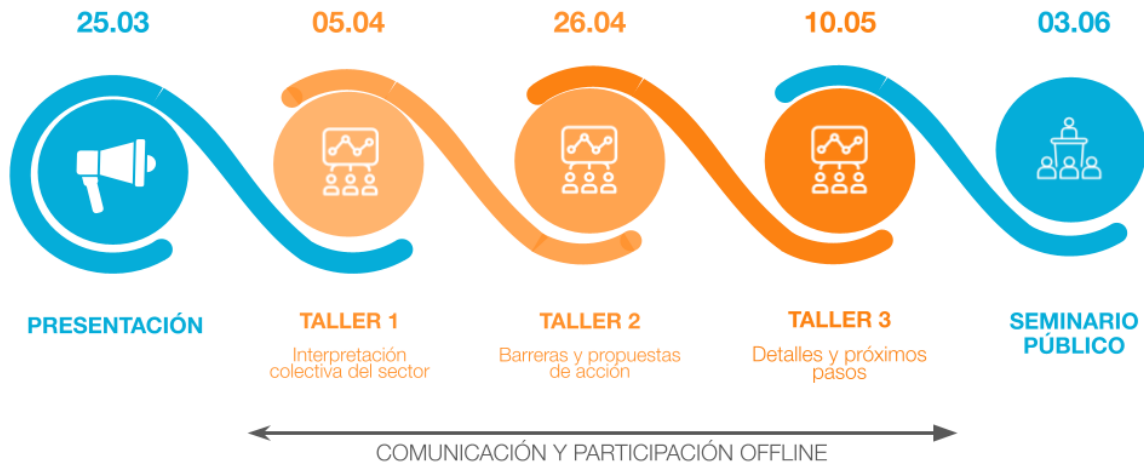 25.03
05.04
26.04
10.05
03.06
PRESENTACIÓN
TALLER 1
Interpretación
colectiva del sector
TALLER 2
Barreras y propuestas
de acción
TALLER 3
Detalles y próximos
pasos
SEMINARIO
PÚBLICO
COMUNICACIÓN Y PARTICIPACIÓN OFFLINE